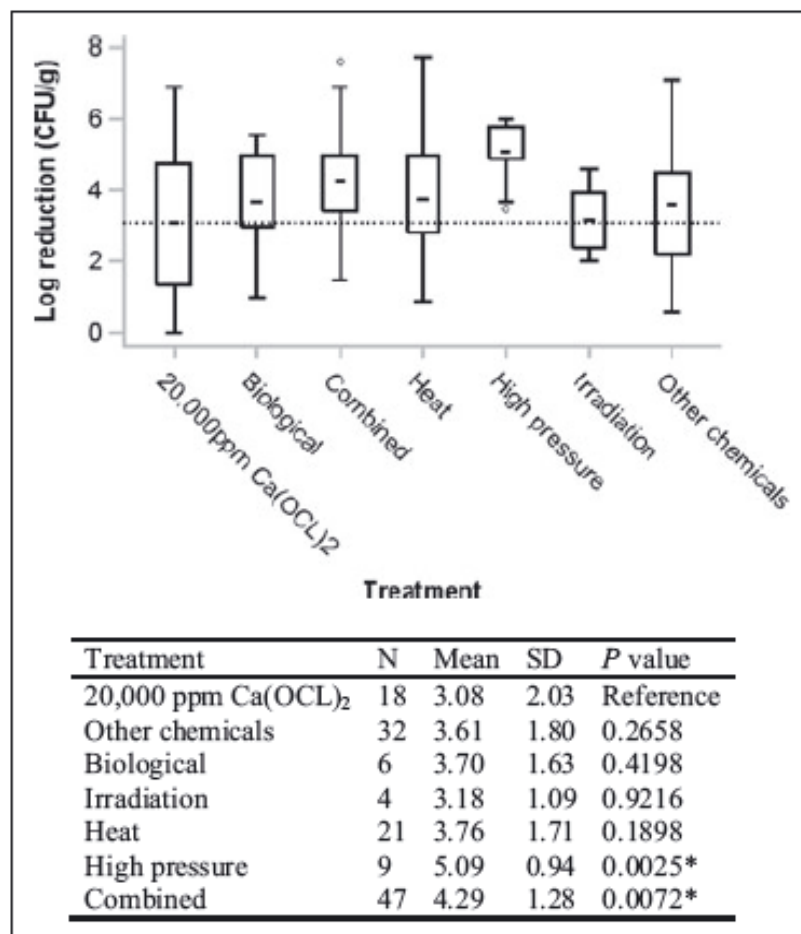 Log reduction (CFU/g)
8
6
4
2
0
20.000ppm Ca(OCL)2
Biological
Combined
Heat
High pressure
Irradiation
Other chemicals
Treatment
Treatment N Mean SD P value
20,000 ppm Ca(OCL)₂ 18 3.08 2.03 Reference
Other chemicals 32 3.61 1.80 0.2658
Biological 6 3.70 1.63 0.4198
Irradiation 4 3.18 1.09 0.9216
Heat 21 3.76 1.71 0.1898
High pressure 9 5.09 0.94 0.0025*
Combined 47 4.29 1.28 0.0072*